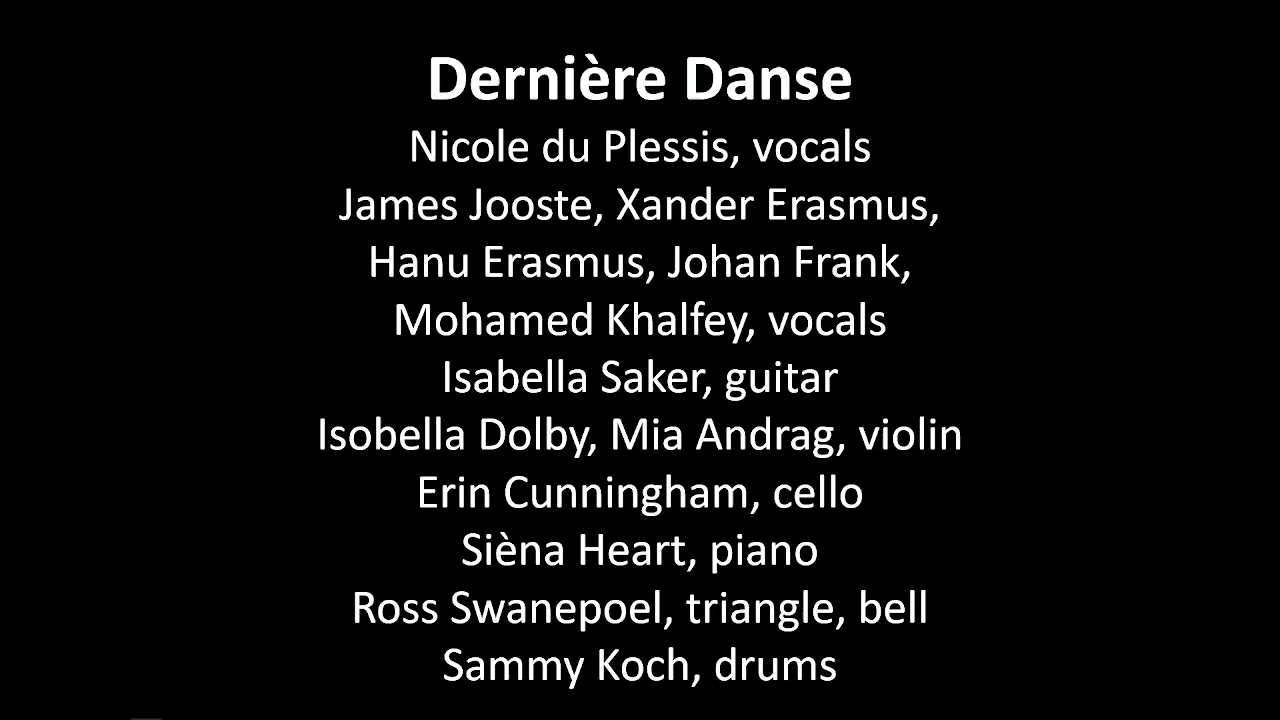 Dernière Danse
Nicole du Plessis, vocals
James Jooste, Xander Erasmus,
Hanu Erasmus, Johan Frank,
Mohamed Khalfey, vocals
Isabella Saker, guitar
Isobella Dolby, Mia Andrag, violin
Erin Cunningham, cello
Sièna Heart, piano
Ross Swanepoel, triangle, bell
Sammy Koch, drums